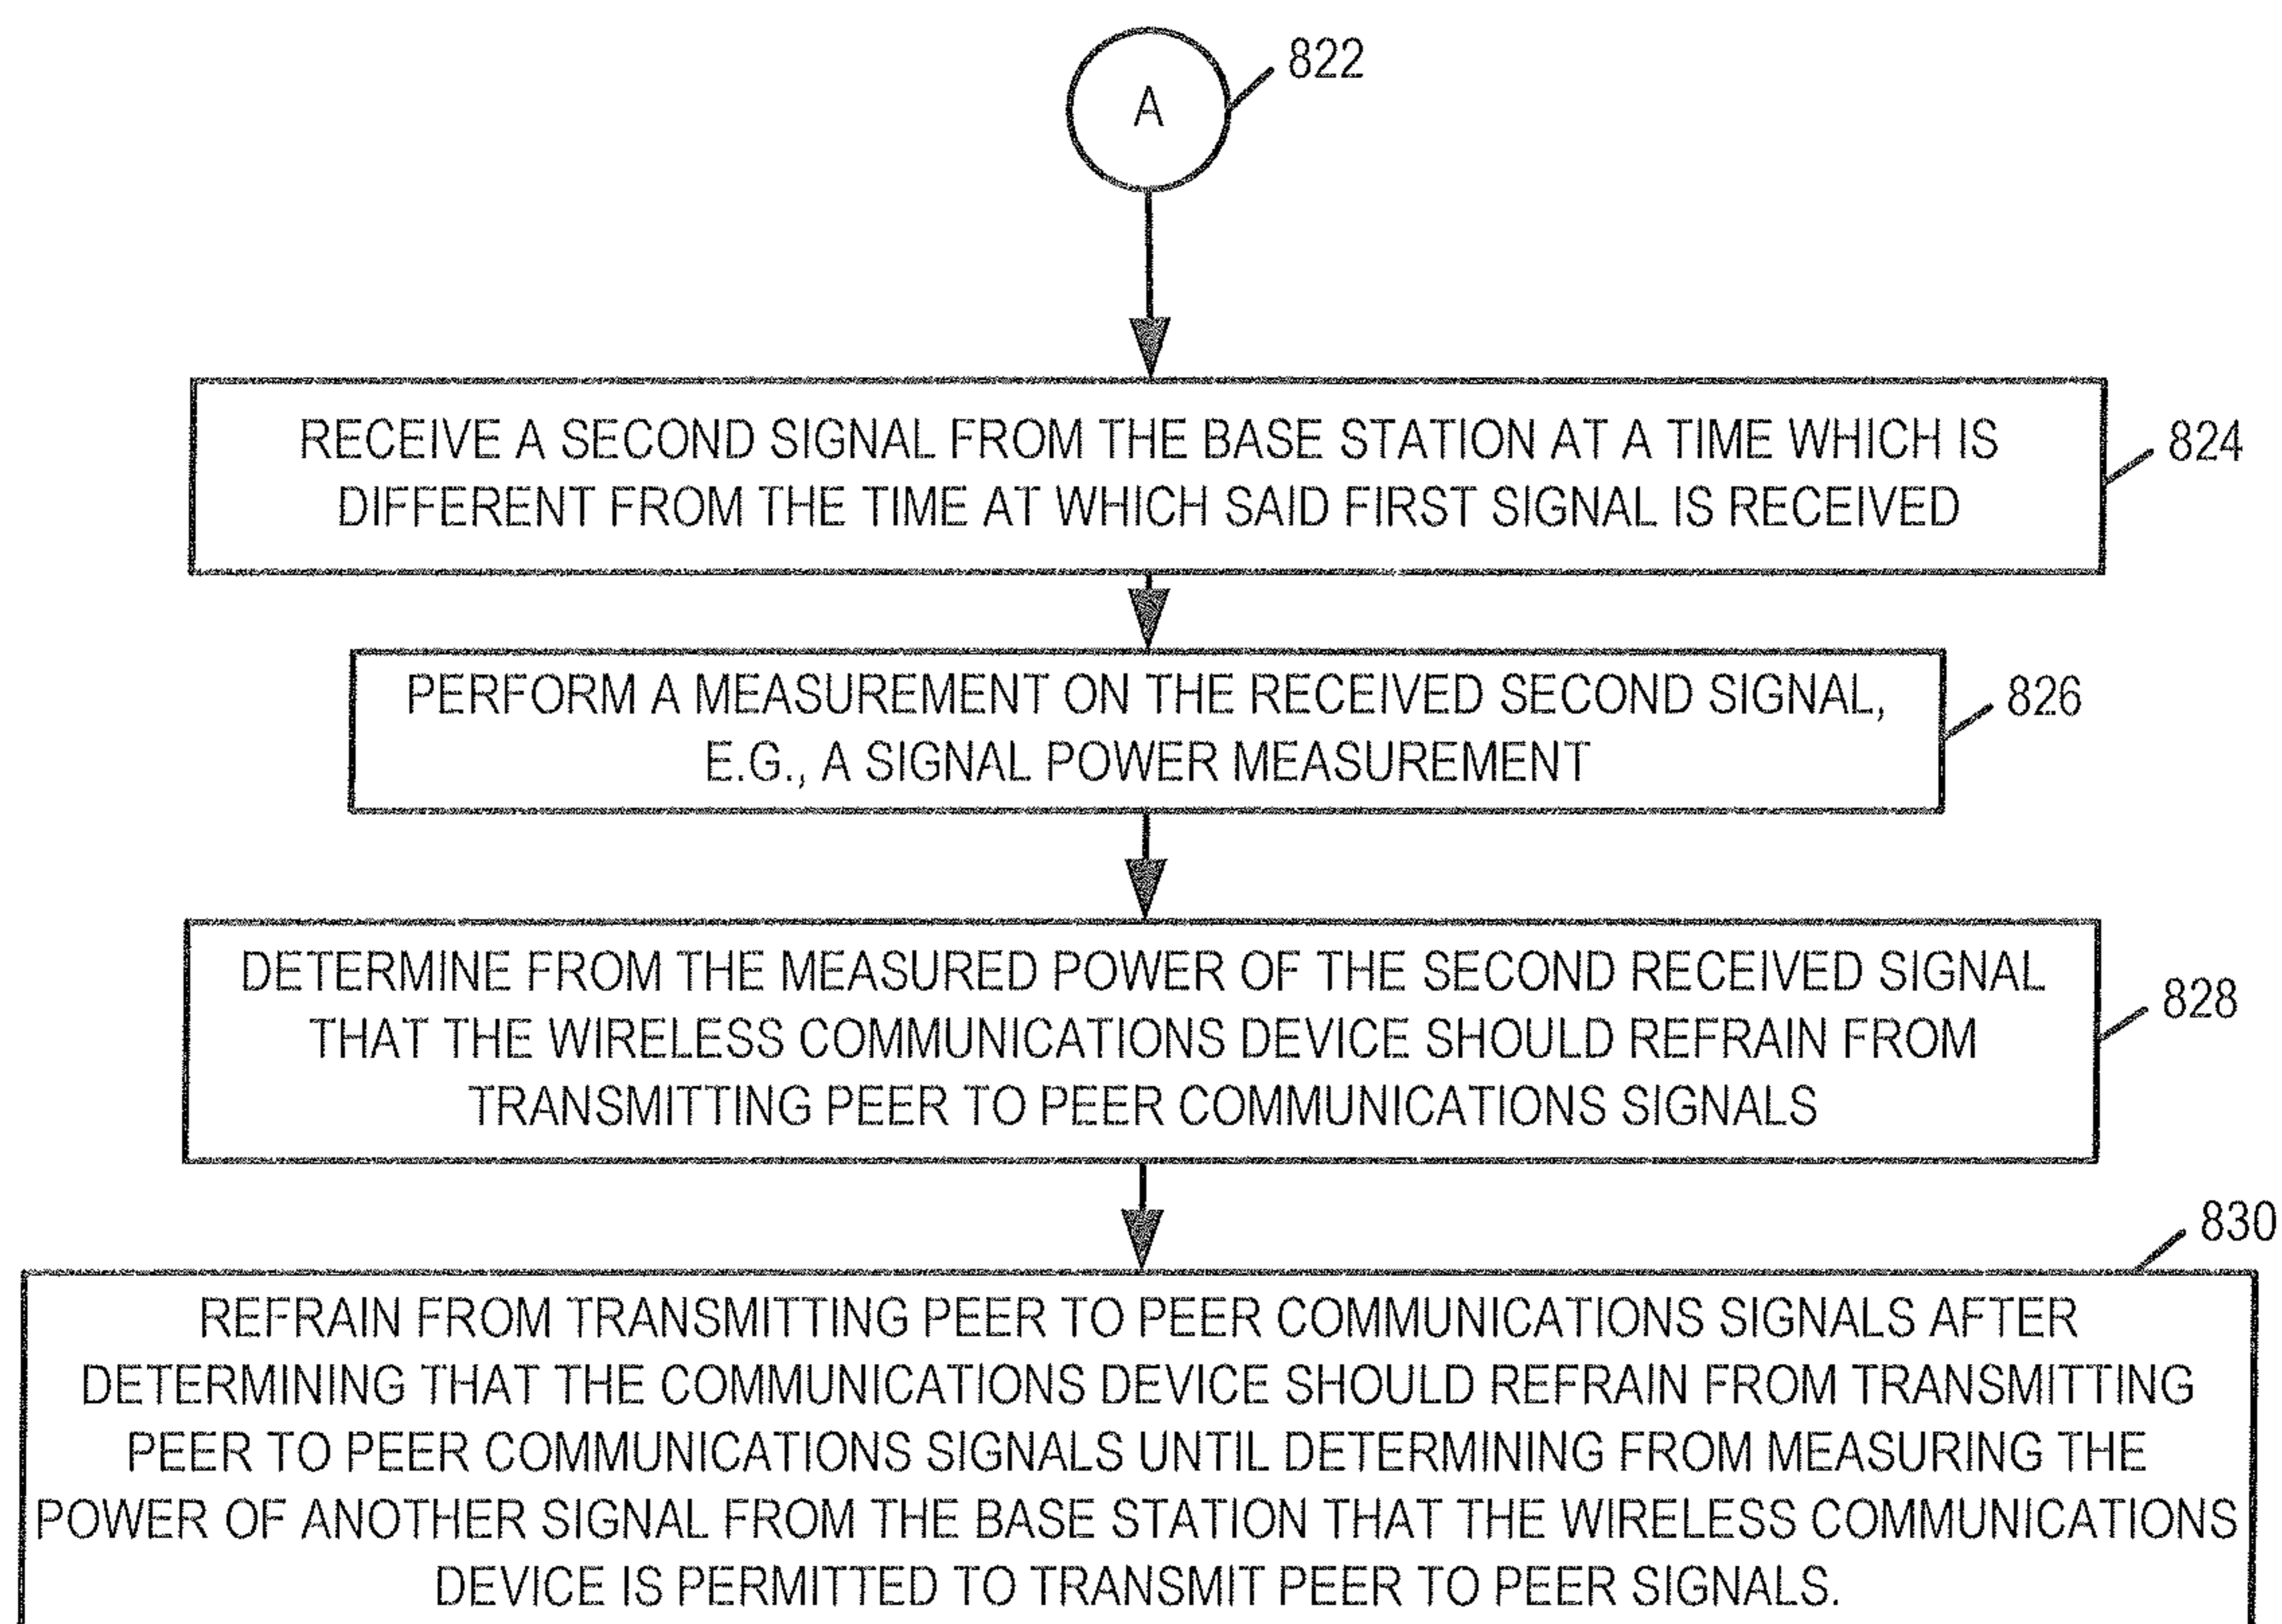 A
822
RECEIVE A SECOND SIGNAL FROM THE BASE STATION AT A TIME WHICH IS
DIFFERENT FROM THE TIME AT WHICH SAID FIRST SIGNAL IS RECEIVED
824
PERFORM A MEASUREMENT ON THE RECEIVED SECOND SIGNAL,
E.G., A SIGNAL POWER MEASUREMENT
826
DETERMINE FROM THE MEASURED POWER OF THE SECOND RECEIVED SIGNAL
THAT THE WIRELESS COMMUNICATIONS DEVICE SHOULD REFRAIN FROM
TRANSMITTING PEER TO PEER COMMUNICATIONS SIGNALS
828
830
REFRAIN FROM TRANSMITTING PEER TO PEER COMMUNICATIONS SIGNALS AFTER
DETERMINING THAT THE COMMUNICATIONS DEVICE SHOULD REFRAIN FROM TRANSMITTING
PEER TO PEER COMMUNICATIONS SIGNALS UNTIL DETERMINING FROM MEASURING THE
POWER OF ANOTHER SIGNAL FROM THE BASE STATION THAT THE WIRELESS COMMUNICATIONS
DEVICE IS PERMITTED TO TRANSMIT PEER TO PEER SIGNALS.